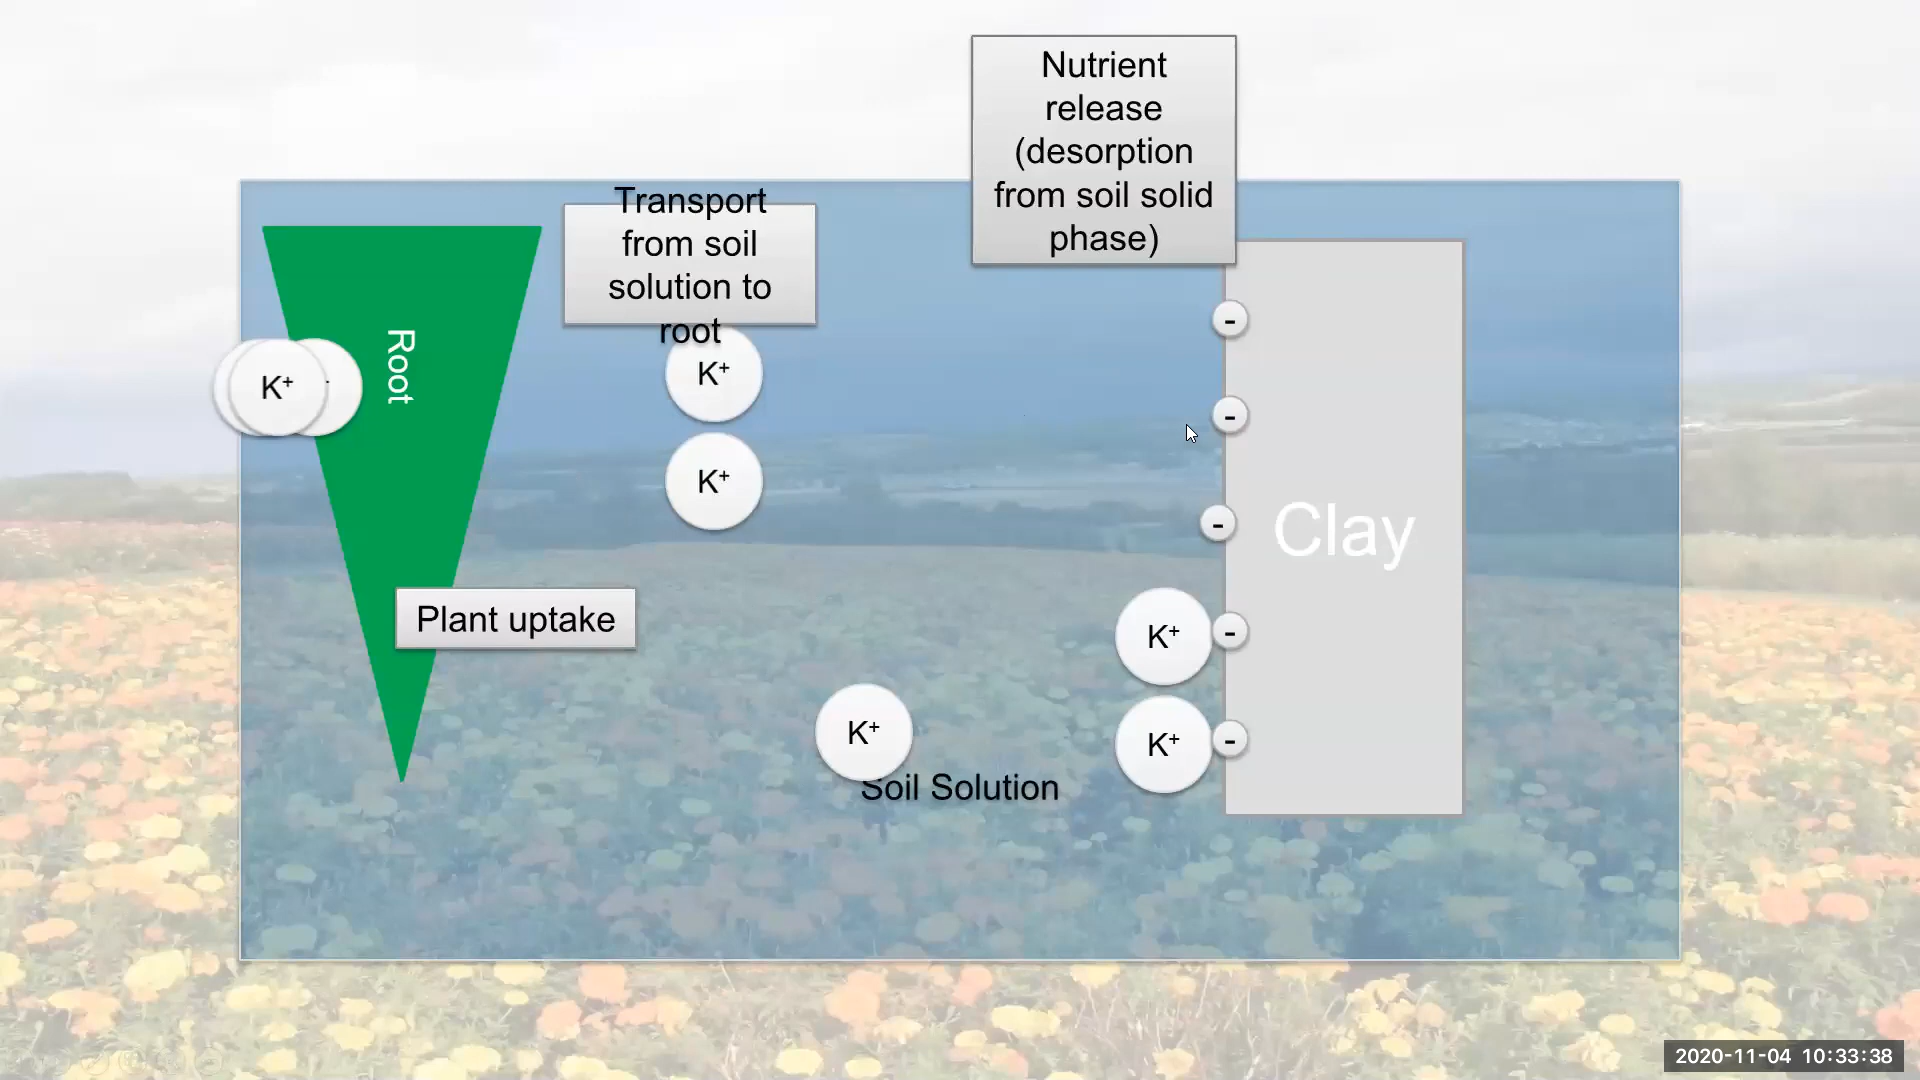 Nutrient
release
(desorption
from soil solid
phase)
Transport
from soil
solution to
root
Root
K⁺
K⁺
K⁺
-
-
-
Clay
Plant uptake
K⁺
-
K⁺
K⁺
-
Soil Solution
2020-11-04 10:33:38